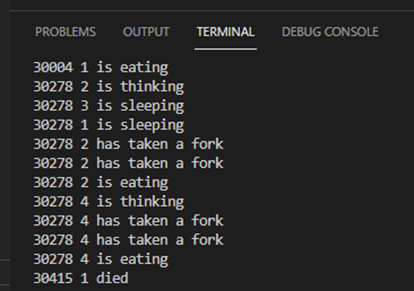 PROBLEMS OUTPUT TERMINAL DEBUG CONSOLE
30004 1 is eating
30278 2 is thinking
30278 3 is sleeping
30278 1 is sleeping
30278 2 has taken a fork
30278 2 has taken a fork
30278 2 is eating
30278 4 is thinking
30278 4 has taken a fork
30278 4 has taken a fork
30278 4 is eating
30415 1 died